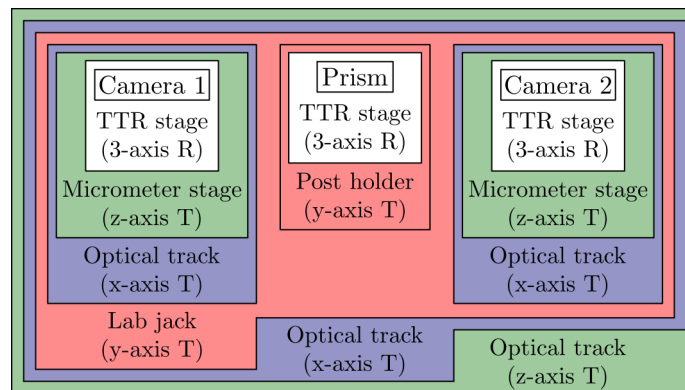 Camera 1
TTR stage
(3-axis R)
Micrometer stage
(z-axis T)
Optical track
(x-axis T)
Prism
TTR stage
(3-axis R)
Post holder
(y-axis T)
Camera 2
TTR stage
(3-axis R)
Micrometer stage
(z-axis T)
Optical track
(x-axis T)
Lab jack
(y-axis T)
Optical track
(x-axis T)
Optical track
(z-axis T)